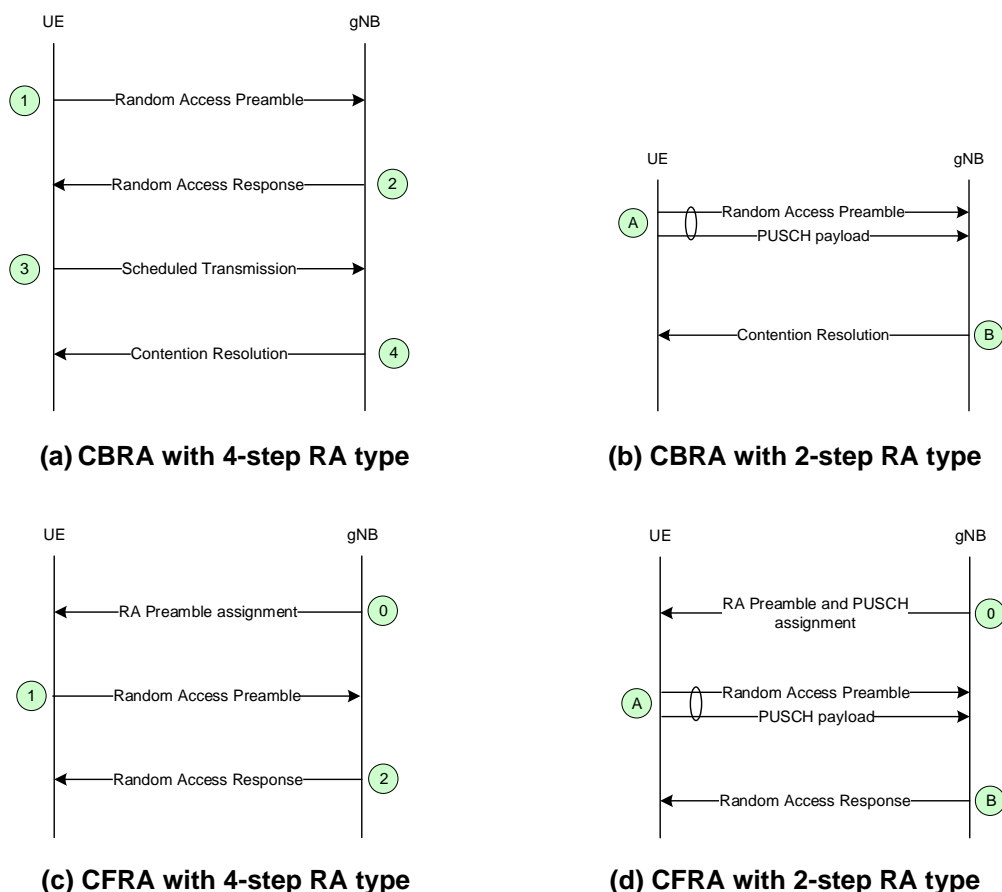 UE
gNB
1
Random Access Preamble
Random Access Response
2
3
Scheduled Transmission
Contention Resolution
4
(a) CBRA with 4-step RA type
UE
gNB
A
Random Access Preamble
PUSCH payload
Contention Resolution
B
(b) CBRA with 2-step RA type
UE
gNB
RA Preamble assignment
0
1
Random Access Preamble
Random Access Response
2
(c) CFRA with 4-step RA type
UE
gNB
RA Preamble and PUSCH
assignment
0
A
Random Access Preamble
PUSCH payload
Random Access Response
B
(d) CFRA with 2-step RA type